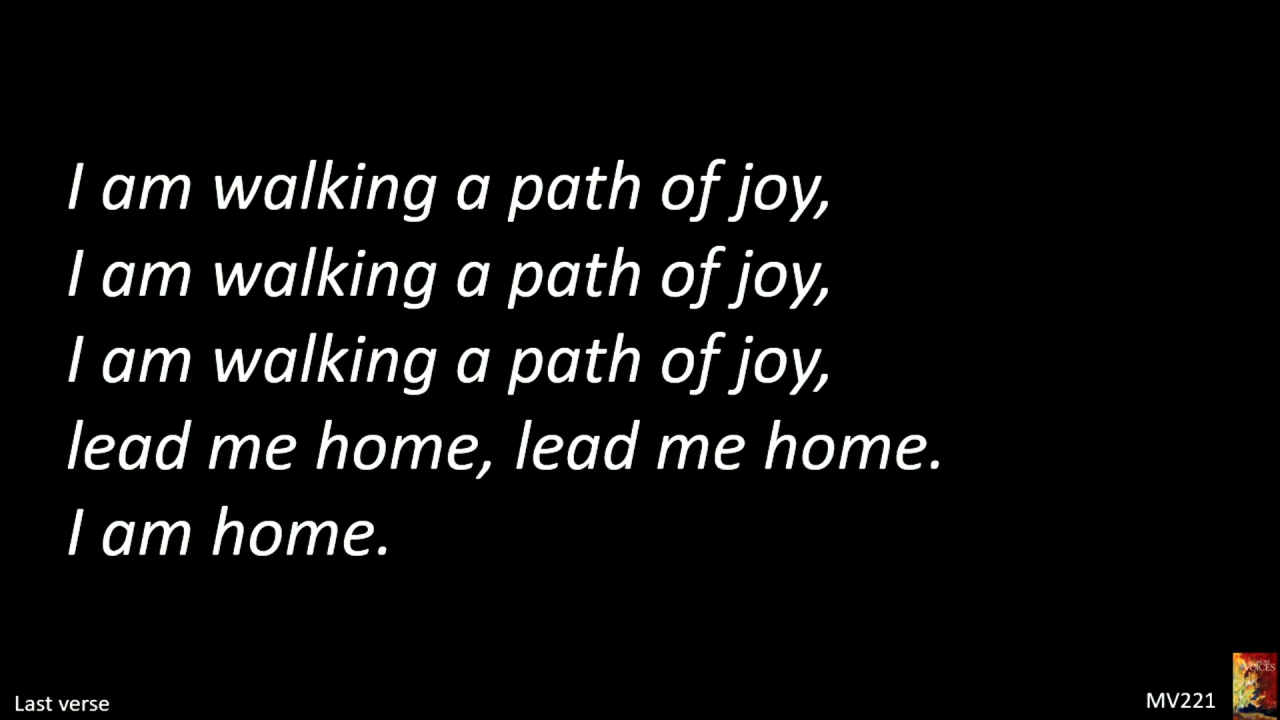 I am walking a path of joy,
I am walking a path of joy,
I am walking a path of joy,
lead me home, lead me home.
I am home.
Last verse
MV221
VOICES